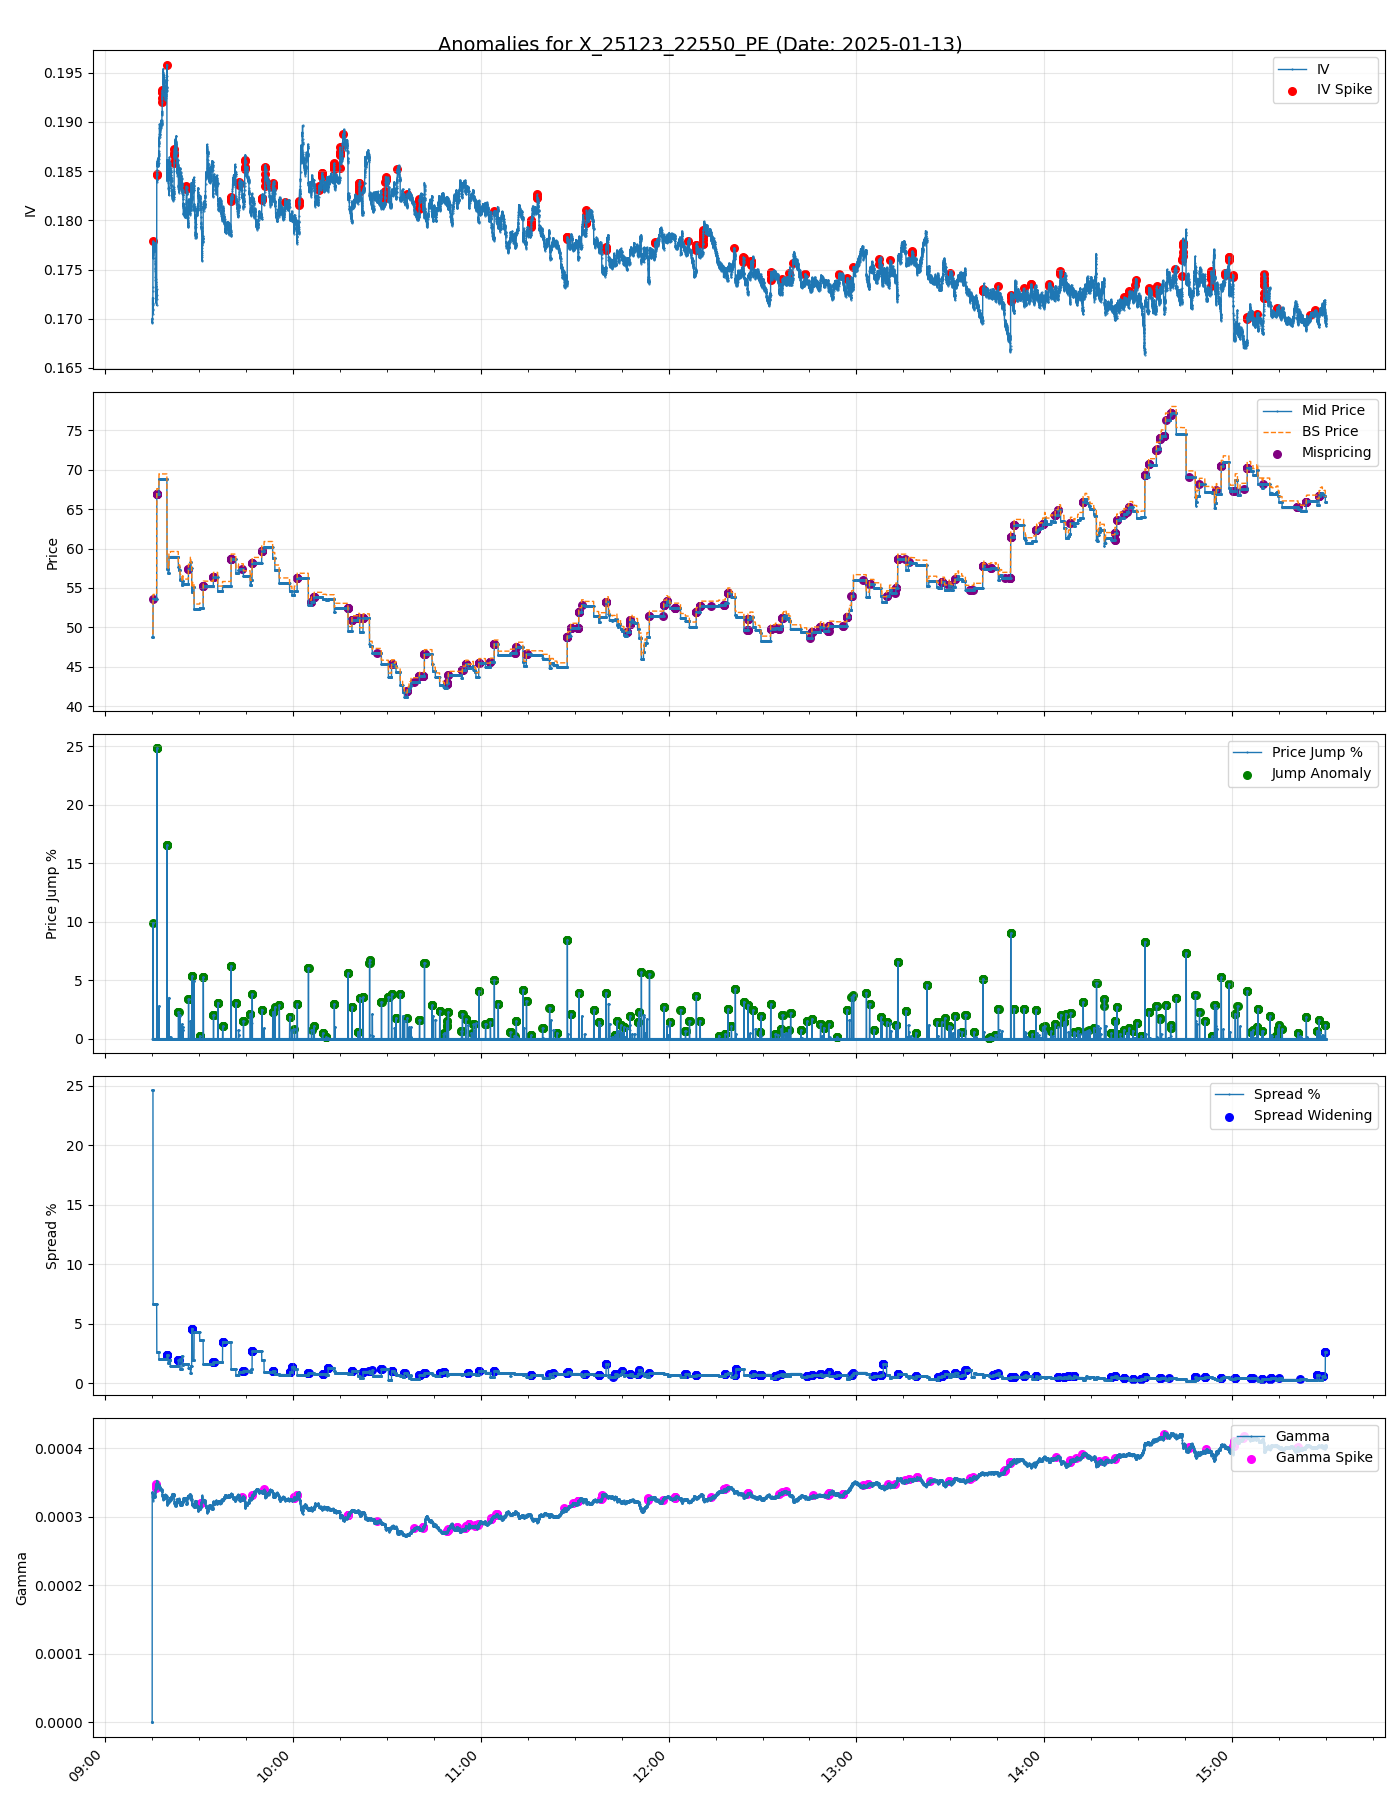 Anomalies for X_25123_22550_PE (Date: 2025-01-13)
IV
IV Spike
0.195
0.190
0.185
0.180
0.175
0.170
0.165
IV
Mid Price
BS Price
Mispricing
75
70
65
60
55
50
45
40
Price
Price Jump %
Jump Anomaly
25
20
15
10
5
0
Price Jump %
Spread %
Spread Widening
25
20
15
10
5
0
Spread %
Gamma
Gamma Spike
0.0004
0.0003
0.0002
0.0001
0.0000
Gamma
09:00
10:00
11:00
12:00
13:00
14:00
15:00